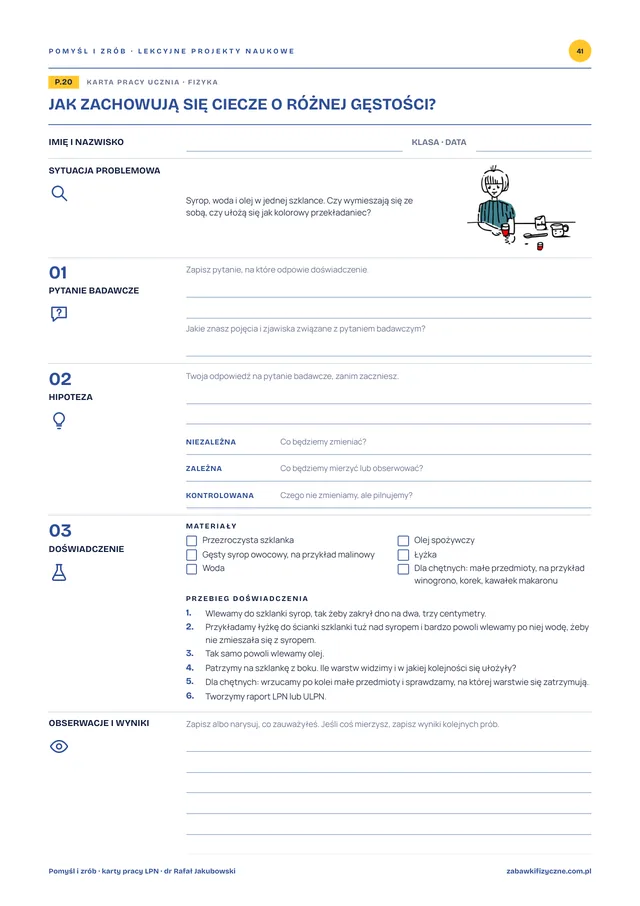 POMYŚL I ZRÓB · LEKCYJNE PROJEKTY NAUKOWE
41
P.20 KARTA PRACY UCZNIA · FIZYKA
JAK ZACHOWUJĄ SIĘ CIECZE O RÓŻNEJ GĘSTOŚCI?
IMIĘ I NAZWISKO
KLASA · DATA
SYTUACJA PROBLEMOWA
Syrop, woda i olej w jednej szklance. Czy wymieszają się ze
sobą, czy ułożą się jak kolorowy przekładaniec?
01
PYTANIE BADAWCZE
Zapisz pytanie, na które odpowie doświadczenie.
Jakie znasz pojęcia i zjawiska związane z pytaniem badawczym?
02
HIPOTEZA
Twoja odpowiedź na pytanie badawcze, zanim zaczniesz.
NIEZALEŻNA Co będziemy zmieniać?
ZALEŻNA Co będziemy mierzyć lub obserwować?
KONTROLOWANA Czego nie zmieniamy, ale pilnujemy?
03
DOŚWIADCZENIE
MATERIAŁY
Przezroczysta szklanka
Gęsty syrop owocowy, na przykład malinowy
Woda
Olej spożywczy
Łyżka
Dla chętnych: małe przedmioty, na przykład
winogrono, korek, kawałek makaronu
PRZEBIEG DOŚWIADCZENIA
1. Wlewamy do szklanki syrop, tak żeby zakrył dno na dwa, trzy centymetry.
2. Przykładamy łyżkę do ścianki szklanki tuż nad syropem i bardzo powoli wlewamy po niej wodę, żeby
nie zmieszała się z syropem.
3. Tak samo powoli wlewamy olej.
4. Patrzymy na szklankę z boku. Ile warstw widzimy i w jakiej kolejności się ułożyły?
5. Dla chętnych: wrzucamy po kolei małe przedmioty i sprawdzamy, na której warstwie się zatrzymują.
6. Tworzymy raport LPN lub ULPN.
OBSERWACJE I WYNIKI
Zapisz albo narysuj, co zauważyłeś. Jeśli coś mierzysz, zapisz wyniki kolejnych prób.
Pomyśl i zrób · karty pracy LPN · dr Rafał Jakubowski
zabawkifizyczne.com.pl